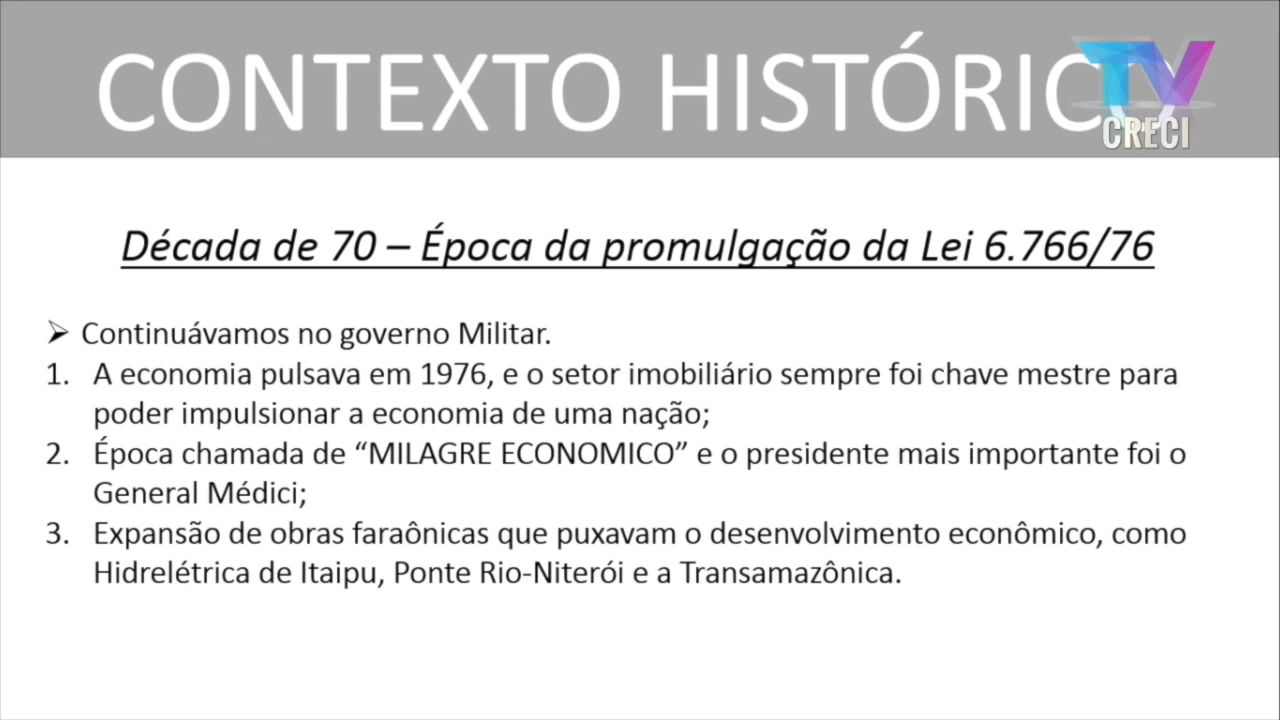 CONTEXTO HISTÓRICO
TV
CRECI
Década de 70 – Época da promulgação da Lei 6.766/76
➢ Continuávamos no governo Militar.
1. A economia pulsava em 1976, e o setor imobiliário sempre foi chave mestre para
poder impulsionar a economia de uma nação;
2. Época chamada de “MILAGRE ECONOMICO” e o presidente mais importante foi o
General Médici;
3. Expansão de obras faraônicas que puxavam o desenvolvimento econômico, como
Hidrelétrica de Itaipu, Ponte Rio-Niterói e a Transamazônica.